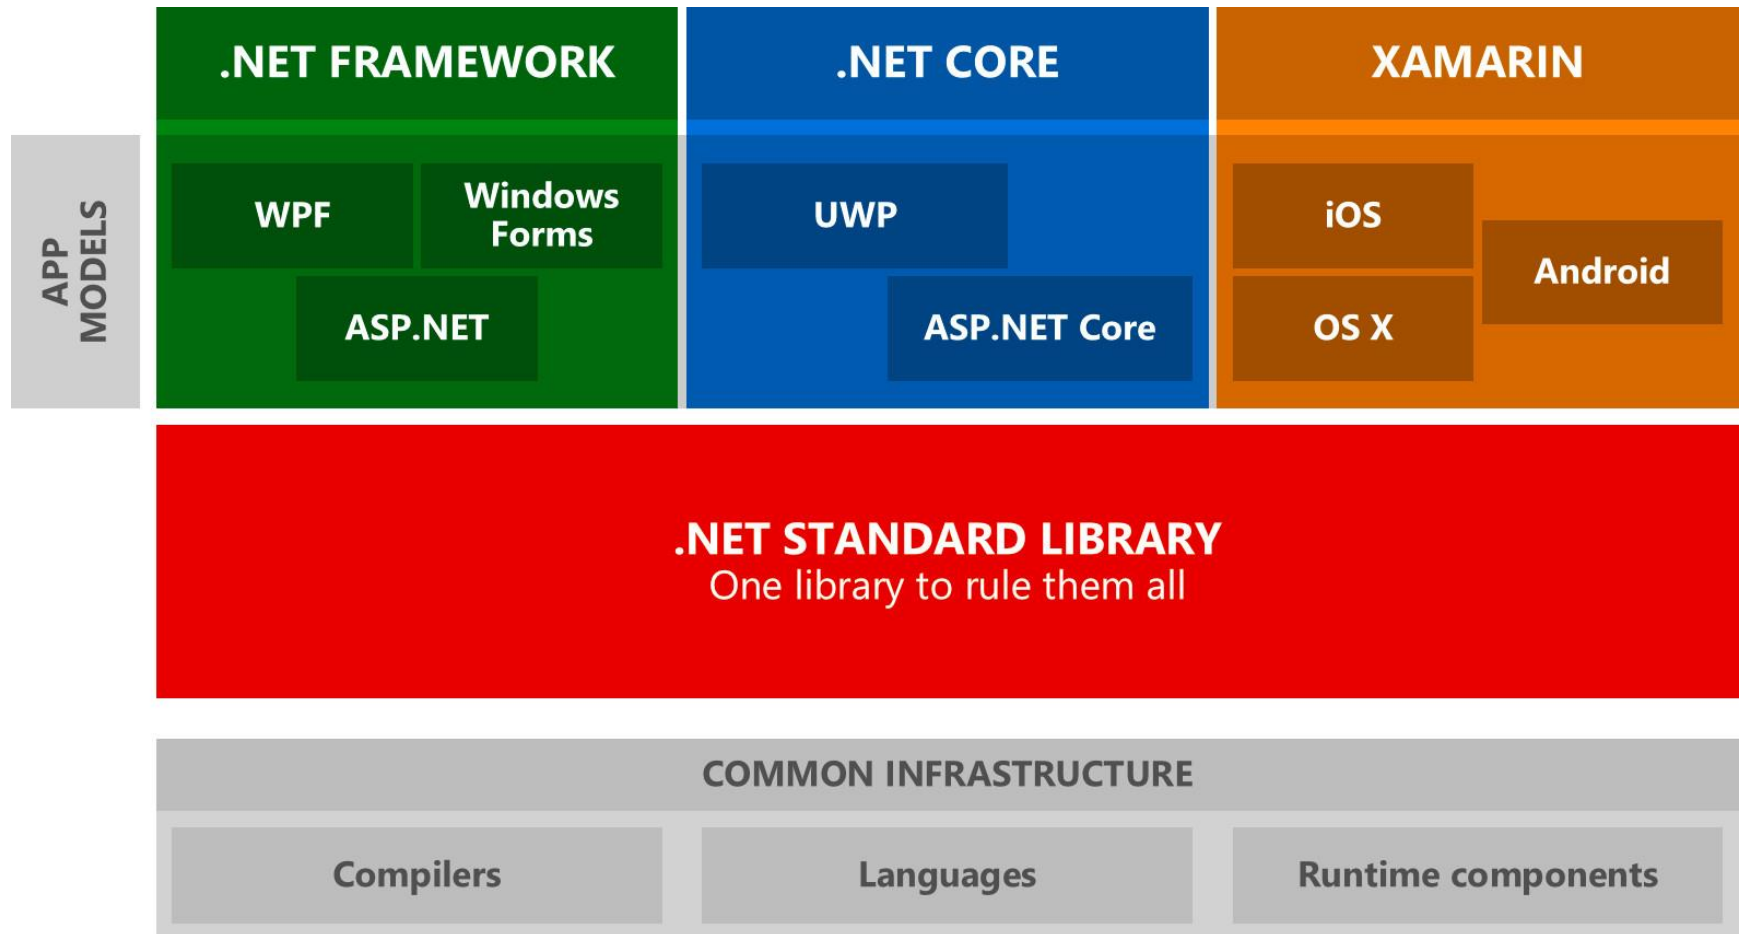 .NET FRAMEWORK
.NET CORE
XAMARIN
APP
MODELS
WPF
Windows
Forms
ASP.NET
UWP
ASP.NET Core
iOS
Android
OS X
.NET STANDARD LIBRARY
One library to rule them all
COMMON INFRASTRUCTURE
Compilers
Languages
Runtime components